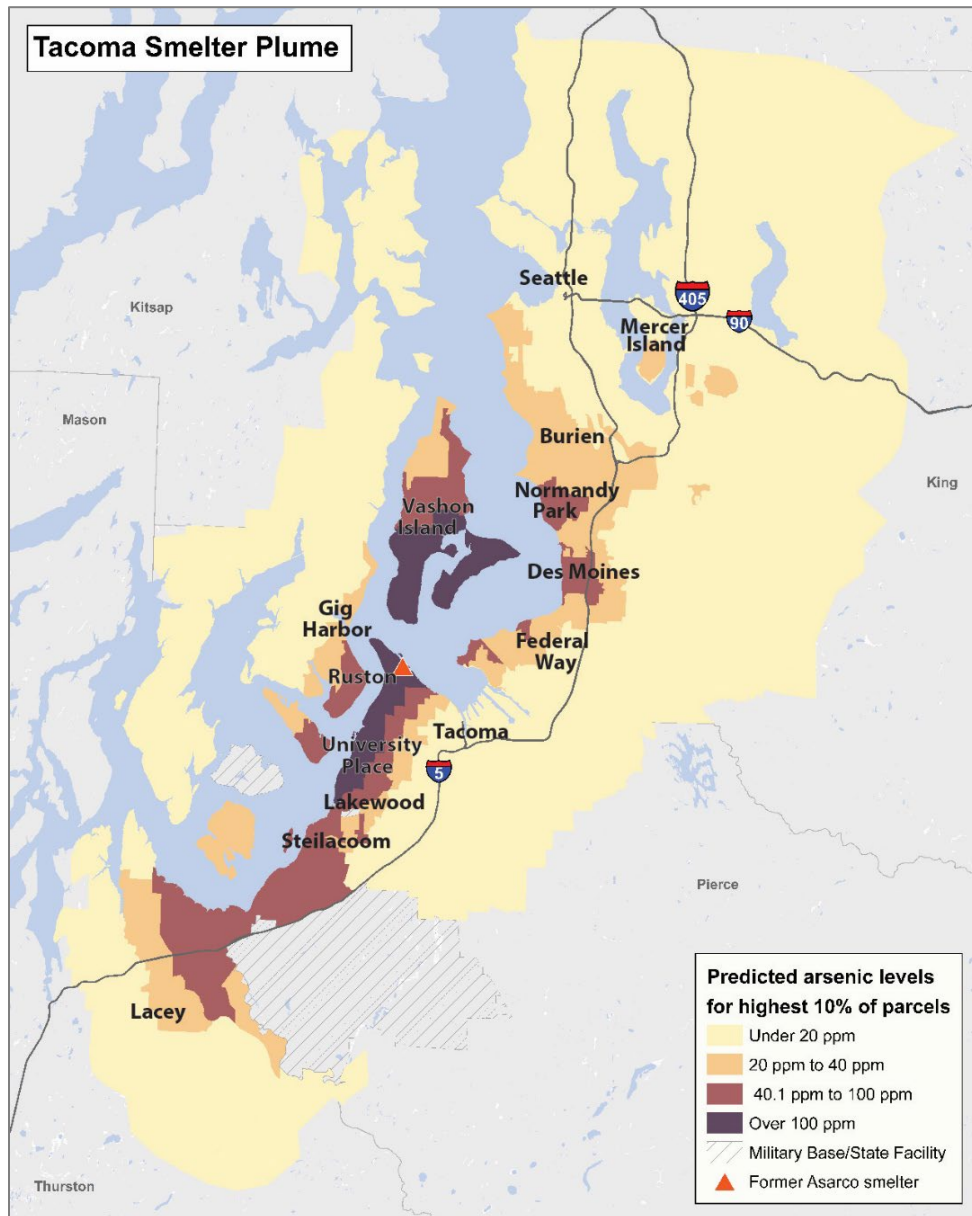 Tacoma Smelter Plume
Seattle
405
90
Mercer
Island
Kitsap
Mason
Burien
King
Normandy
Park
Vashon
Island
Des Moines
Gig
Harbor
Federal
Way
Ruston
Tacoma
University
Place
5
Lakewood
Steilacoom
Pierce
Lacey
Thurston
Predicted arsenic levels
for highest 10% of parcels
Under 20 ppm
20 ppm to 40 ppm
40.1 ppm to 100 ppm
Over 100 ppm
Military Base/State Facility
Former Asarco smelter